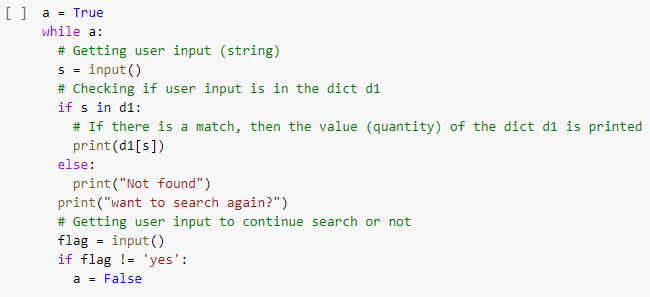 [ ] a = True
while a:
  # Getting user input (string)
  s = input()
  # Checking if user input is in the dict d1
  if s in d1:
    # If there is a match, then the value (quantity) of the dict d1 is printed
    print(d1[s])
  else:
    print("Not found")
  print("want to search again?")
  # Getting user input to continue search or not
  flag = input()
  if flag != 'yes':
    a = False